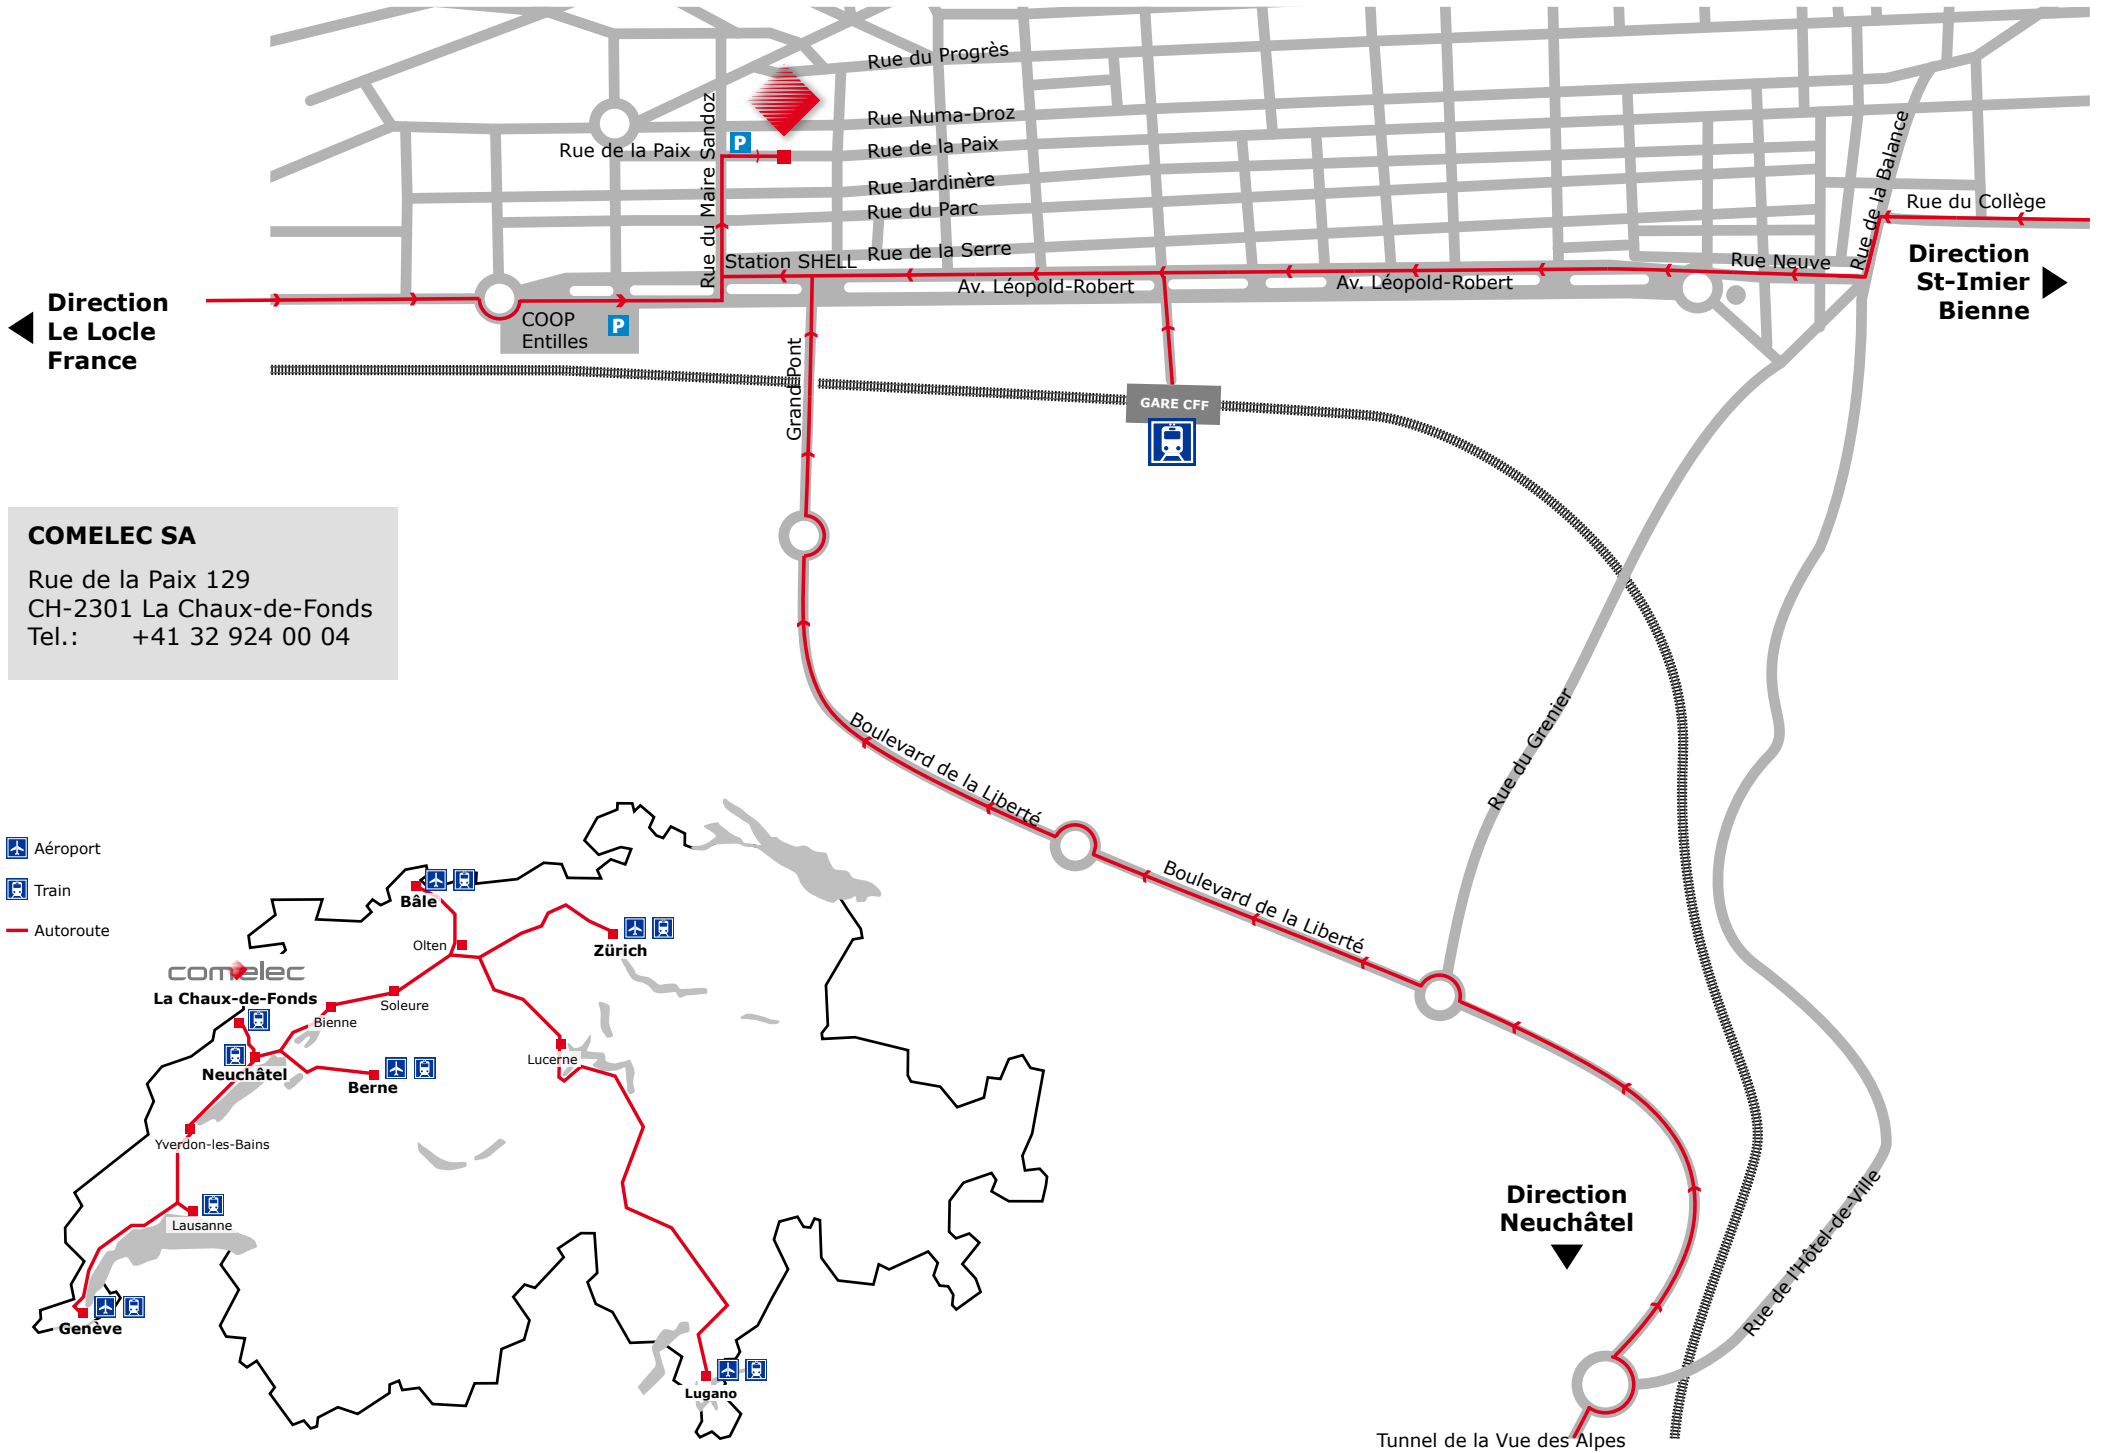 Rue du Progrès
Rue Numa-Droz
Rue de la Paix
Rue de la Paix
Rue Jardinère
Rue du Parc
Rue de la Serre
Rue du Maire Sandoz
P
Station SHELL
Av. Léopold-Robert
Av. Léopold-Robert
Rue Neuve
Rue de la Balance
Rue du Collège
Direction
St-Imier
Bienne
Direction
Le Locle
France
COOP
Entilles
P
Grand Pont
GARE CFF
COMELEC SA
Rue de la Paix 129
CH-2301 La Chaux-de-Fonds
Tel.: +41 32 924 00 04
Boulevard de la Liberté
Boulevard de la Liberté
Rue du Grenier
Rue de l'Hôtel-de-Ville
Direction
Neuchâtel
Tunnel de la Vue des Alpes
Aéroport
Train
Autoroute
Bâle
Olten
Zürich
comelec
La Chaux-de-Fonds
Soleure
Bienne
Neuchâtel
Berne
Lucerne
Yverdon-les-Bains
Lausanne
Genève
Lugano